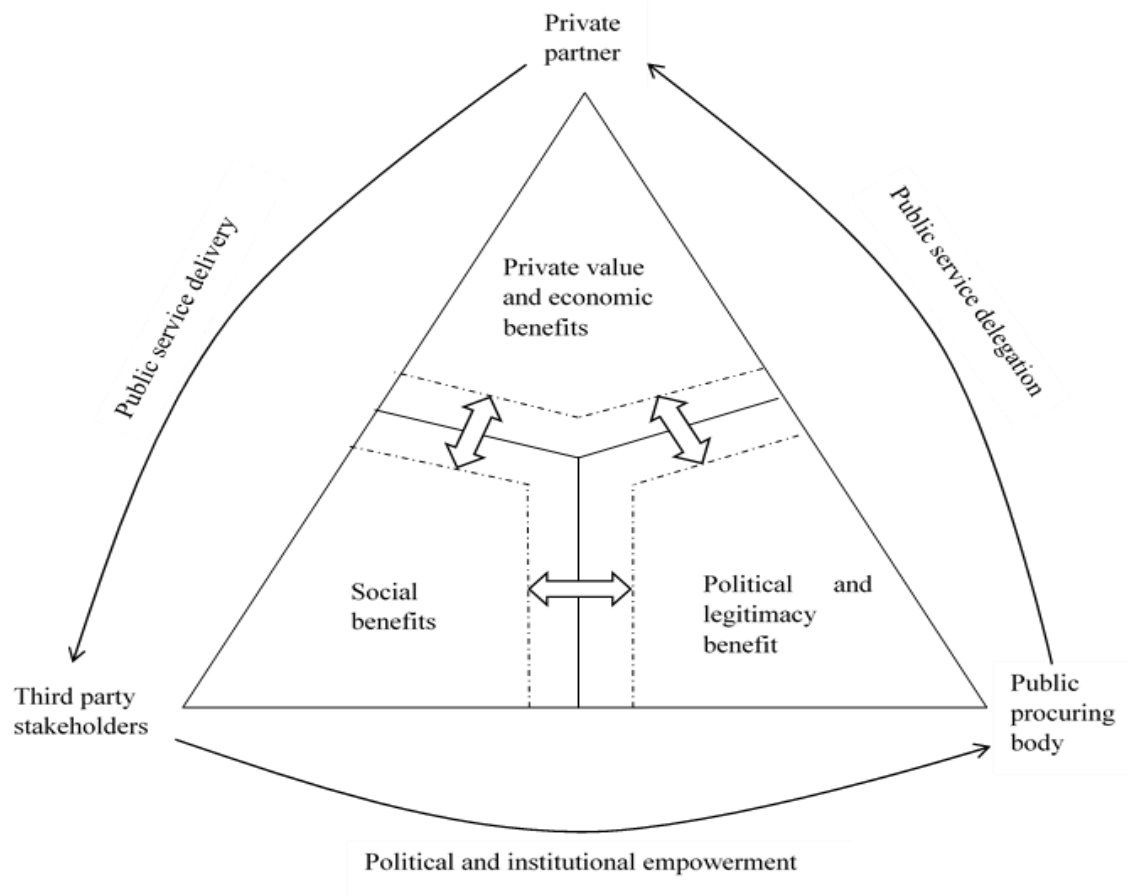 Private
partner
Public service delivery
Public service delegation
Private value
and economic
benefits
Social
benefits
Political and
legitimacy
benefit
Third party
stakeholders
Public
procuring
body
Political and institutional empowerment